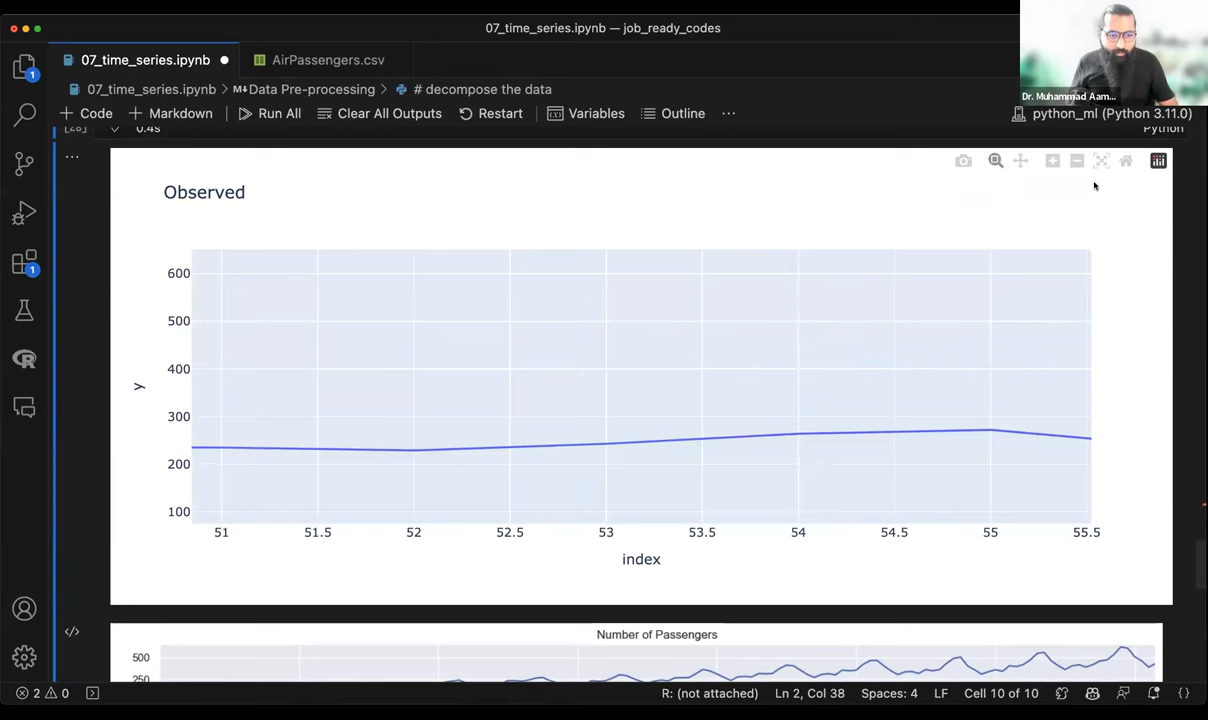 07_time_series.ipynb — job_ready_codes
07_time_series.ipynb
AirPassengers.csv
Dr. Muhammad Aam...
07_time_series.ipynb > M↓Data Pre-processing > # decompose the data
+ Code + Markdown Run All Clear All Outputs Restart Variables Outline ...
python_ml (Python 3.11.0)
[28] ✓ 0.4s
Python
...
Observed
600
500
400
300
200
100
y
51 51.5 52 52.5 53 53.5 54 54.5 55 55.5
index
Number of Passengers
500
250
1
1
R
2 0
R: (not attached) Ln 2, Col 38 Spaces: 4 LF Cell 10 of 10